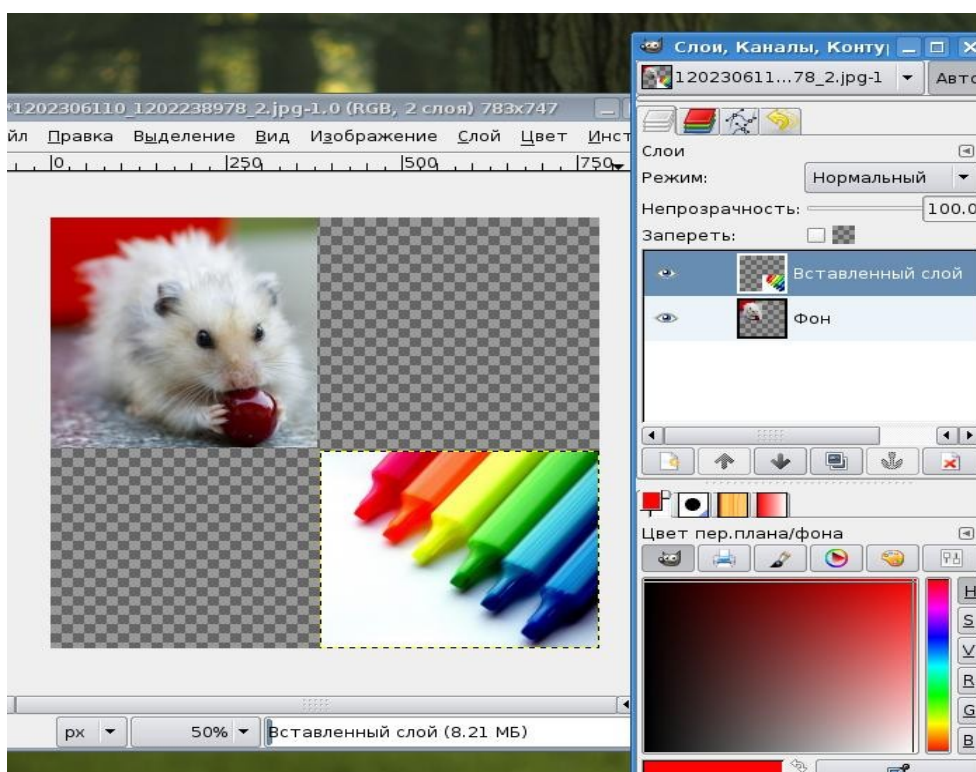 Слои, Каналы, Конту
120230611...78_2.jpg-1
Авто
*1202306110_1202238978_2.jpg-1.0 (RGB, 2 слоя) 783x747
йл Правка Выделение Вид Изображение Слой Цвет Инст
0 250 500 750
Слои
Режим: Нормальный
Непрозрачность: 100.0
Запереть:
Вставленный слой
Фон
Цвет пер.плана/фона
H
S
V
R
G
B
px 50% Вставленный слой (8.21 МБ)